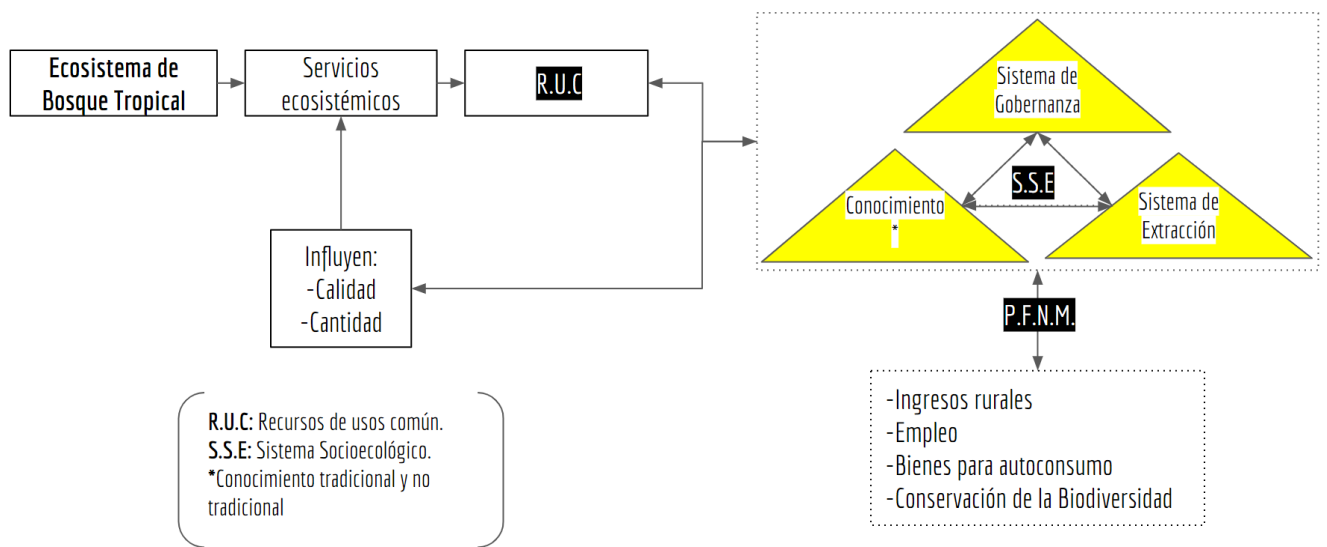 Ecosistema de
Bosque Tropical
Servicios
ecosistémicos
R.U.C
Sistema de
Gobernanza
S.S.E
Conocimiento
*
Sistema de
Extracción
Influyen:
-Calidad
-Cantidad
P.F.N.M.
-Ingresos rurales
-Empleo
-Bienes para autoconsumo
-Conservación de la Biodiversidad
R.U.C: Recursos de usos común.
S.S.E: Sistema Socioecológico.
*Conocimiento tradicional y no
tradicional